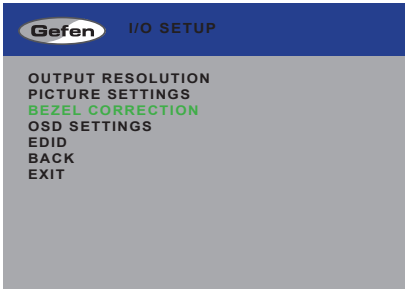 Gefen I/O SETUP
OUTPUT RESOLUTION
PICTURE SETTINGS
BEZEL CORRECTION
OSD SETTINGS
EDID
BACK
EXIT